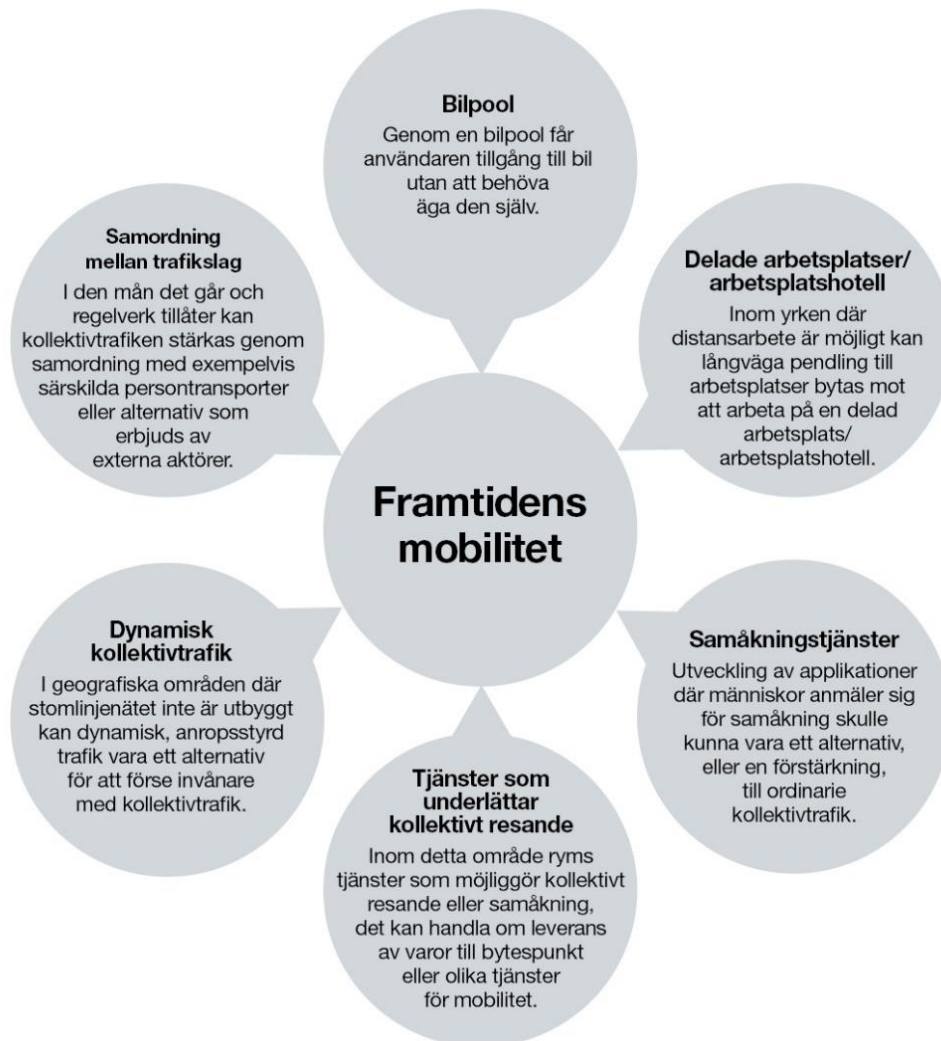 Bilpool
Genom en bilpool får
användaren tillgång till bil
utan att behöva
äga den själv.
Samordning
mellan trafikslag
I den mån det går och
regelverk tillåter kan
kollektivtrafiken stärkas genom
samordning med exempelvis
särskilda persontransporter
eller alternativ som
erbjuds av
externa aktörer.
Delade arbetsplatser/
arbetsplatshotell
Inom yrken där
distansarbete är möjligt kan
långväga pendling till
arbetsplatser bytas mot
att arbeta på en delad
arbetsplats/
arbetsplatshotell.
Framtidens
mobilitet
Dynamisk
kollektivtrafik
I geografiska områden där
stomlinjenätet inte är utbyggt
kan dynamisk, anropsstyrd
trafik vara ett alternativ
för att förse invånare
med kollektivtrafik.
Samåkningstjänster
Utveckling av applikationer
där människor anmäler sig
för samåkning skulle
kunna vara ett alternativ,
eller en förstärkning,
till ordinarie
kollektivtrafik.
Tjänster som
underlättar
kollektivt resande
Inom detta område ryms
tjänster som möjliggör kollektivt
resande eller samåkning,
det kan handla om leverans
av varor till bytespunkt
eller olika tjänster
för mobilitet.